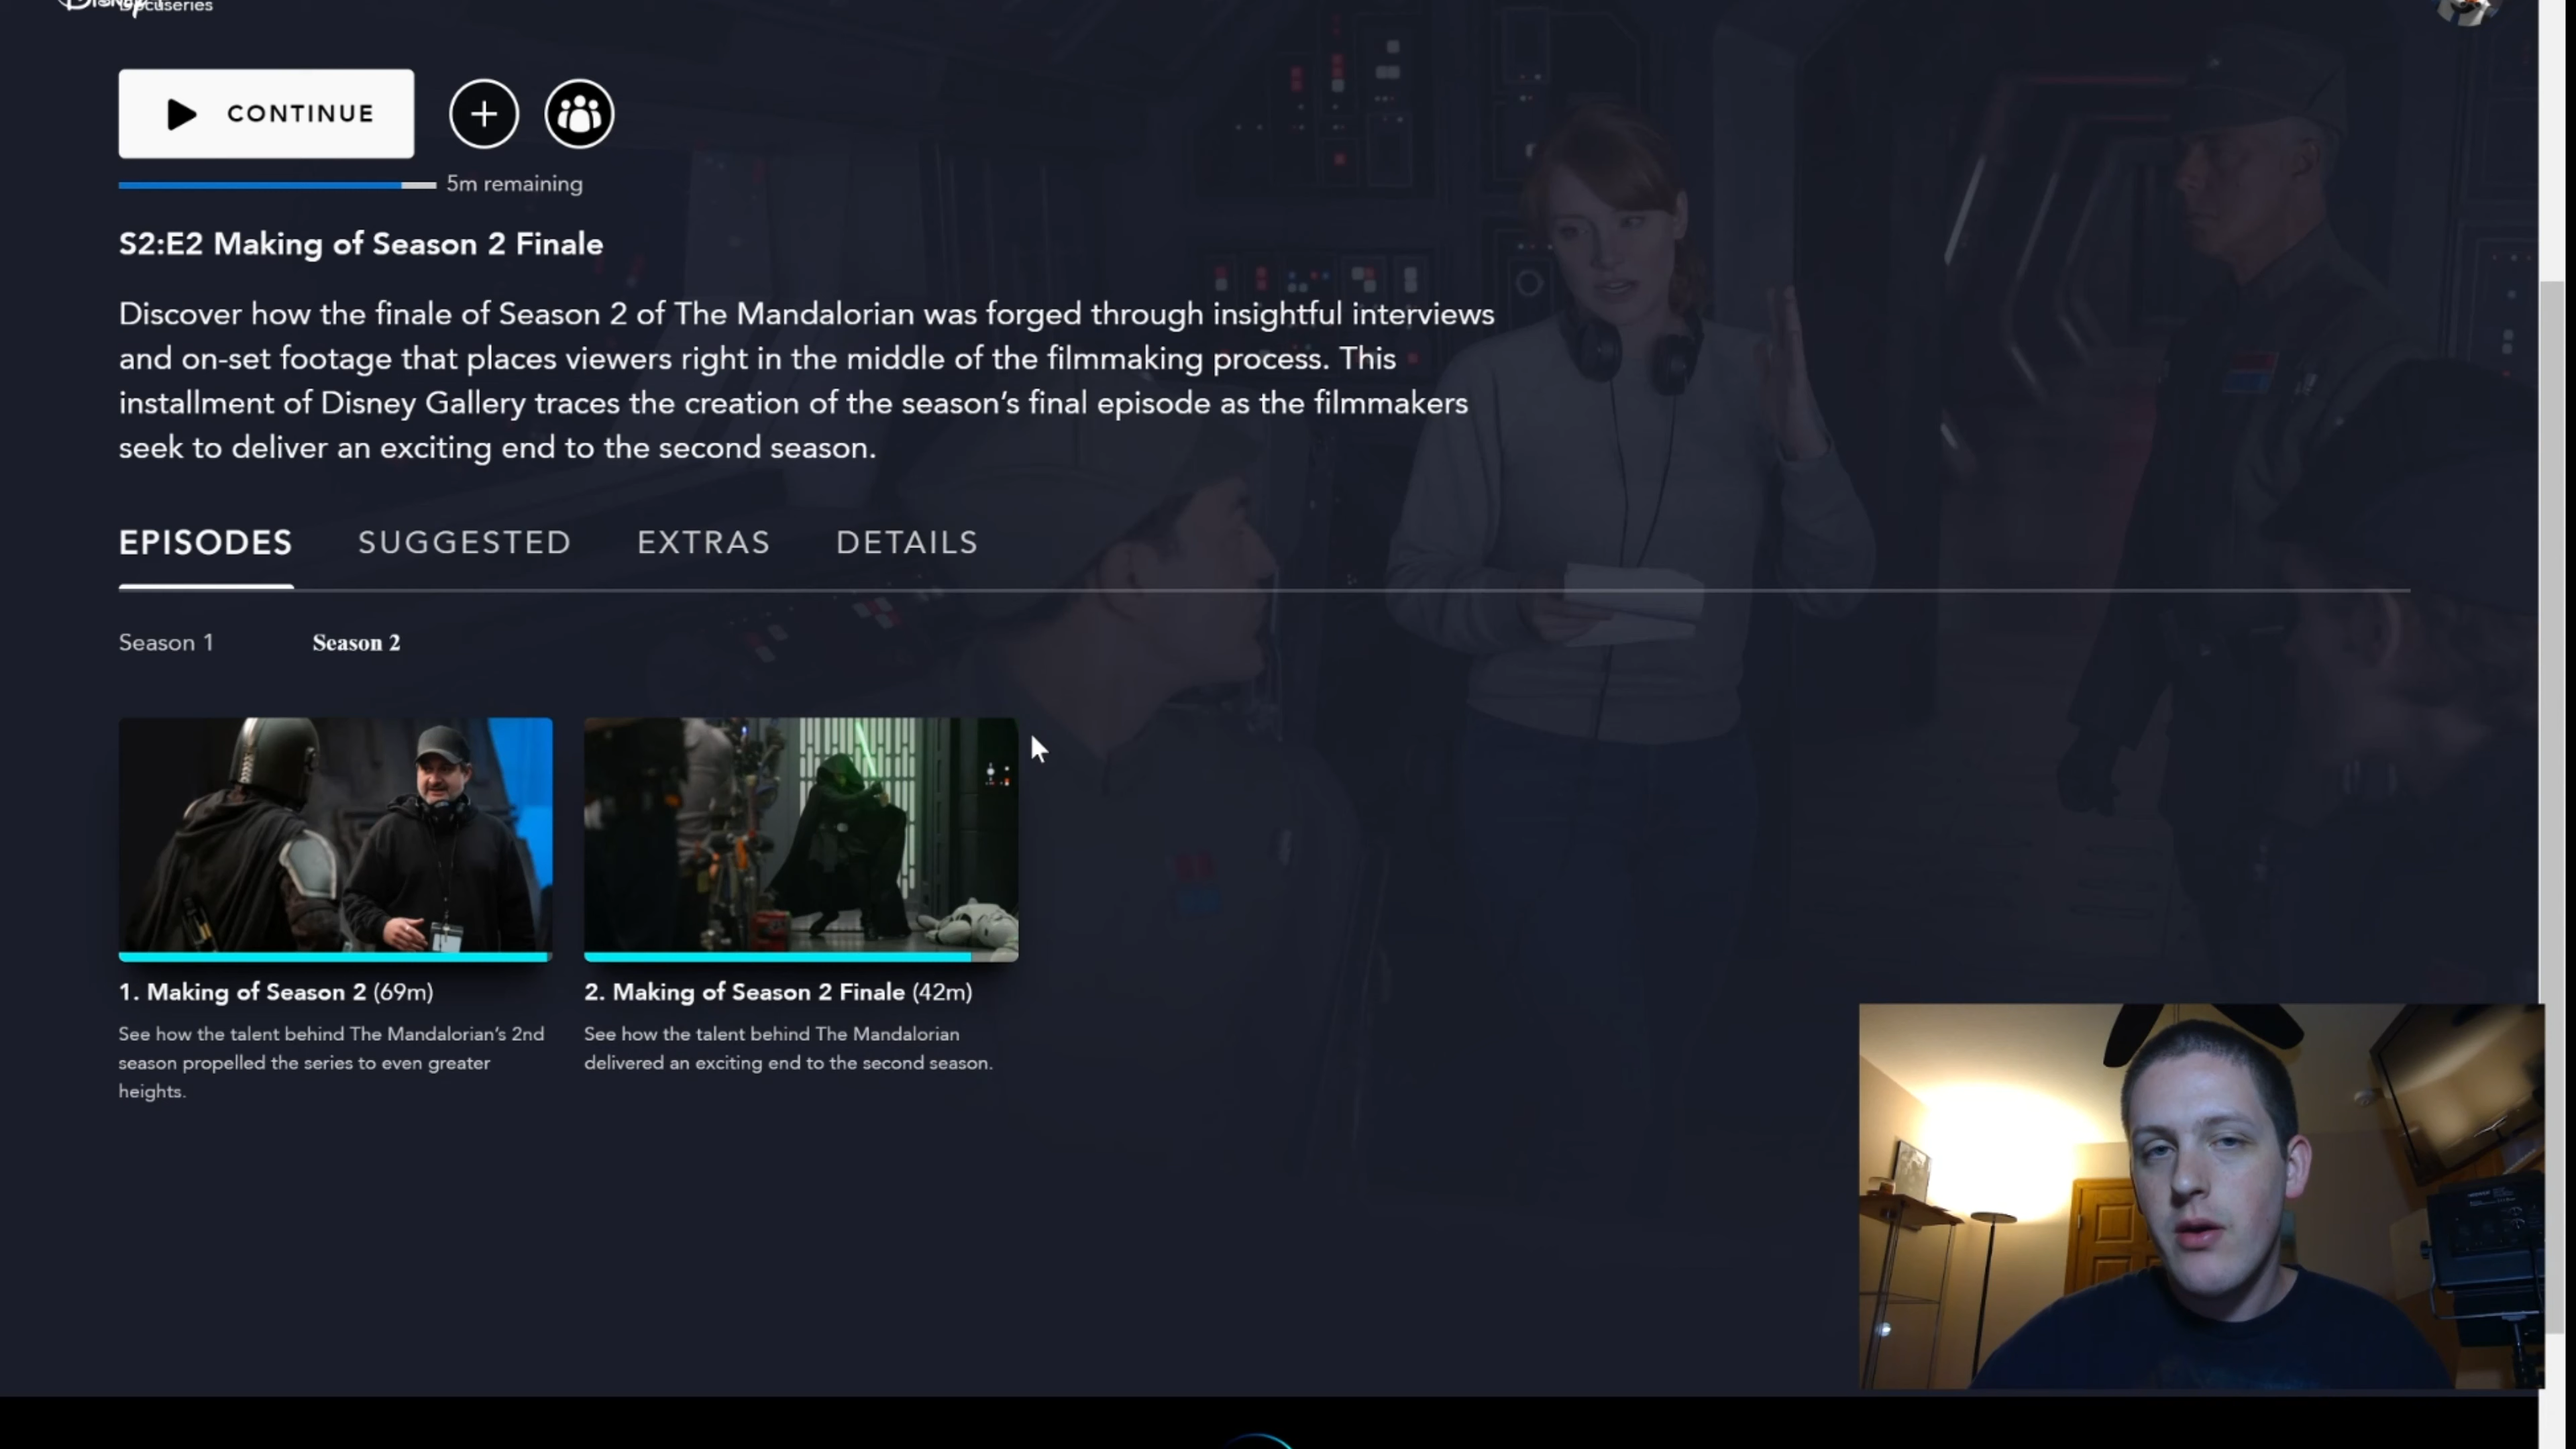 Disney+
Docuseries
CONTINUE
5m remaining
S2:E2 Making of Season 2 Finale
Discover how the finale of Season 2 of The Mandalorian was forged through insightful interviews
and on-set footage that places viewers right in the middle of the filmmaking process. This
installment of Disney Gallery traces the creation of the season’s final episode as the filmmakers
seek to deliver an exciting end to the second season.
EPISODES SUGGESTED EXTRAS DETAILS
Season 1 Season 2
1. Making of Season 2 (69m)
See how the talent behind The Mandalorian’s 2nd
season propelled the series to even greater
heights.
2. Making of Season 2 Finale (42m)
See how the talent behind The Mandalorian
delivered an exciting end to the second season.